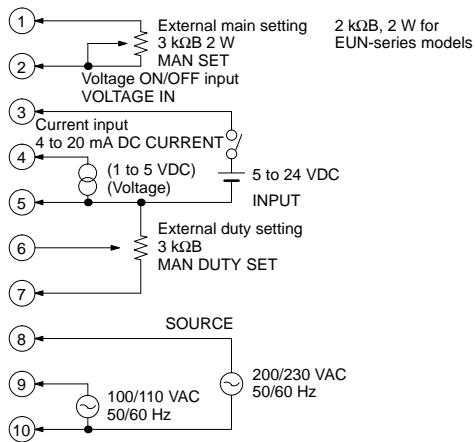 1
External main setting
3 kΩB 2 W
MAN SET
2 kΩB, 2 W for
EUN-series models
2
Voltage ON/OFF input
VOLTAGE IN
3
Current input
4 to 20 mA DC CURRENT
4
(1 to 5 VDC)
(Voltage)
5 to 24 VDC
5
INPUT
External duty setting
6
3 kΩB
MAN DUTY SET
7
SOURCE
8
200/230 VAC
50/60 Hz
9
100/110 VAC
50/60 Hz
10